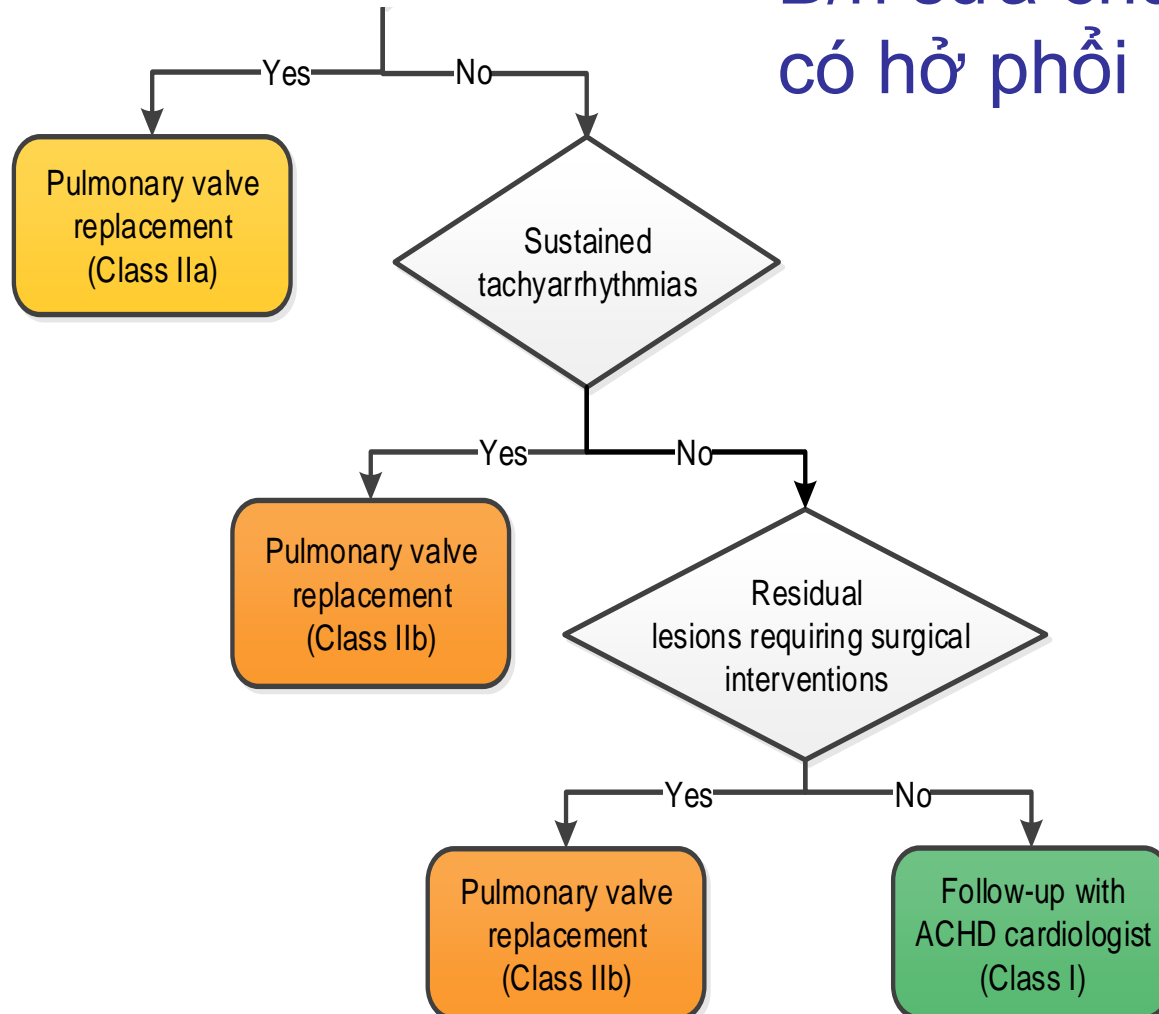 có hở phổi
Yes
No
Pulmonary valve
replacement
(Class IIa)
Sustained
tachyarrhythmias
Yes
No
Pulmonary valve
replacement
(Class IIb)
Residual
lesions requiring surgical
interventions
Yes
No
Pulmonary valve
replacement
(Class IIb)
Follow-up with
ACHD cardiologist
(Class I)